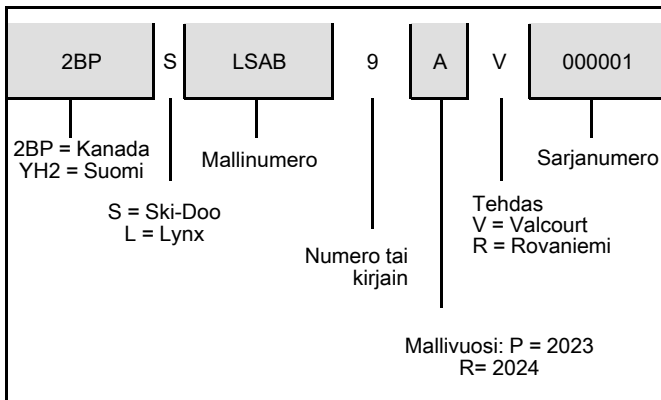 2BP S LSAB 9 A V 000001
2BP = Kanada
YH2 = Suomi
Mallinumero
Sarjanumero
S = Ski-Doo
L = Lynx
Tehdas
V = Valcourt
R = Rovaniemi
Numero tai
kirjain
Mallivuosi: P = 2023
R= 2024